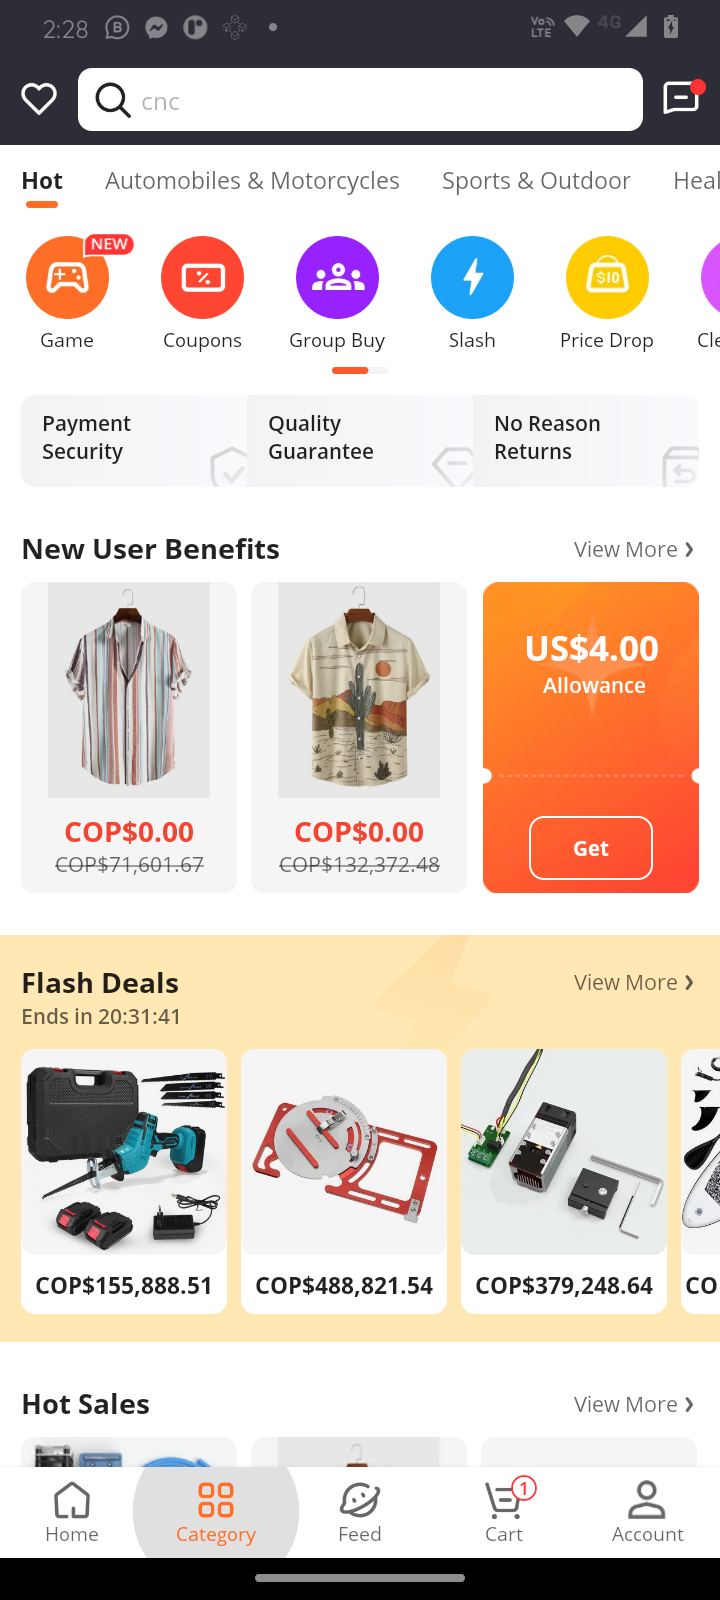 2:28
Vo
LTE
4G
cnc
Hot
Automobiles & Motorcycles
Sports & Outdoor
Heal
NEW
Game
Coupons
Group Buy
Slash
$10
Price Drop
Cle
Payment
Security
Quality
Guarantee
No Reason
Returns
New User Benefits
View More
COP$0.00
COP$71,601.67
COP$0.00
COP$132,372.48
US$4.00
Allowance
Get
Flash Deals
View More
Ends in 20:31:41
COP$155,888.51
COP$488,821.54
COP$379,248.64
CO
Hot Sales
View More
Home
Category
Feed
1
Cart
Account